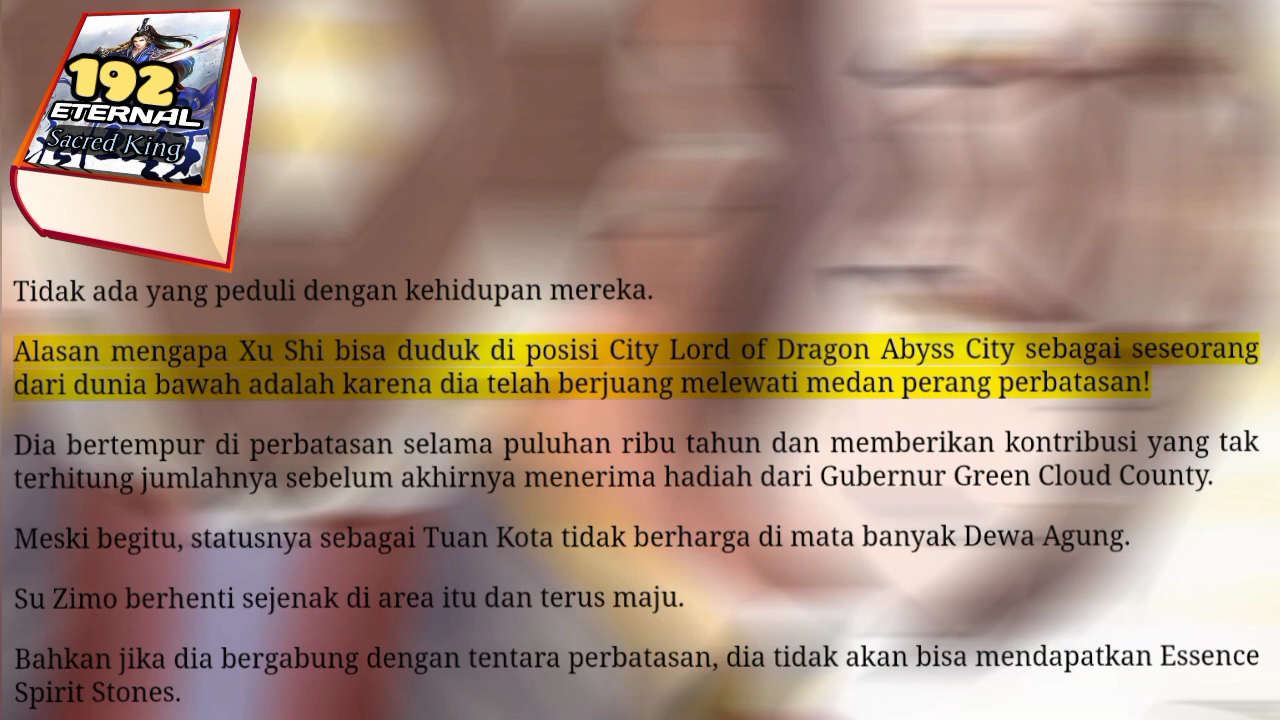 192
ETERNAL
Sacred King
Tidak ada yang peduli dengan kehidupan mereka.
Alasan mengapa Xu Shi bisa duduk di posisi City Lord of Dragon Abyss City sebagai seseorang
dari dunia bawah adalah karena dia telah berjuang melewati medan perang perbatasan!
Dia bertempur di perbatasan selama puluhan ribu tahun dan memberikan kontribusi yang tak
terhitung jumlahnya sebelum akhirnya menerima hadiah dari Gubernur Green Cloud County.
Meski begitu, statusnya sebagai Tuan Kota tidak berharga di mata banyak Dewa Agung.
Su Zimo berhenti sejenak di area itu dan terus maju.
Bahkan jika dia bergabung dengan tentara perbatasan, dia tidak akan bisa mendapatkan Essence
Spirit Stones.